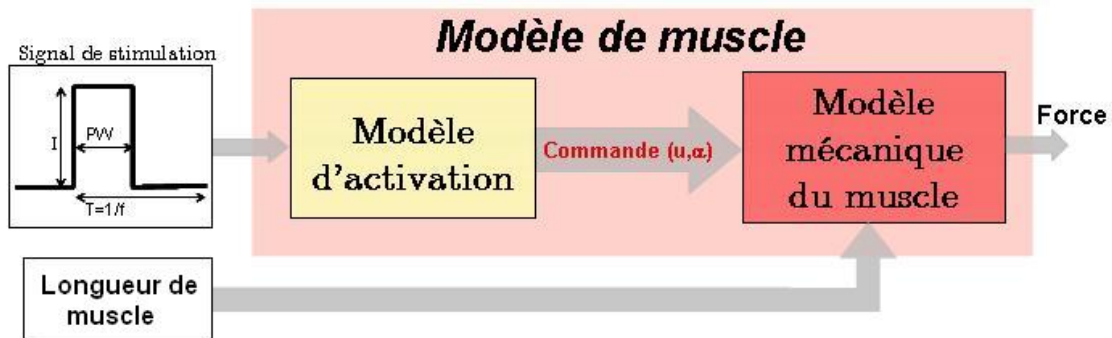 Modèle de muscle
Signal de stimulation
I
PW
T=1/f
Modèle
d'activation
Commande (u,α)
Modèle
mécanique
du muscle
Force
Longueur de
muscle